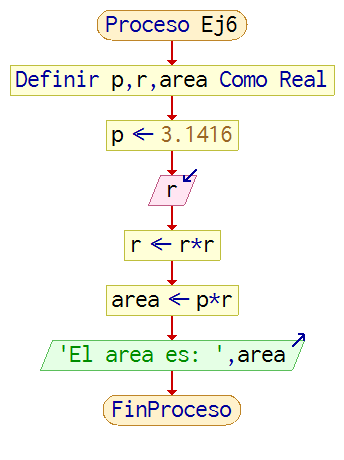 Proceso Ej6
Definir p,r,area Como Real
p ← 3.1416
r
r ← r*r
area ← p*r
'El area es: ',area
FinProceso